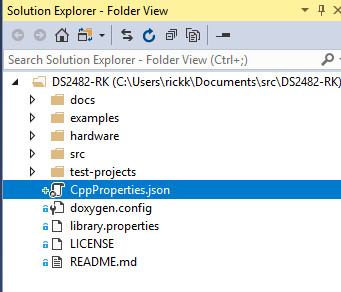 Solution Explorer - Folder View
Search Solution Explorer - Folder View (Ctrl+;)
DS2482-RK (C:\Users\rickk\Documents\src\DS2482-RK)
docs
examples
hardware
src
test-projects
CppProperties.json
doxygen.config
library.properties
LICENSE
README.md